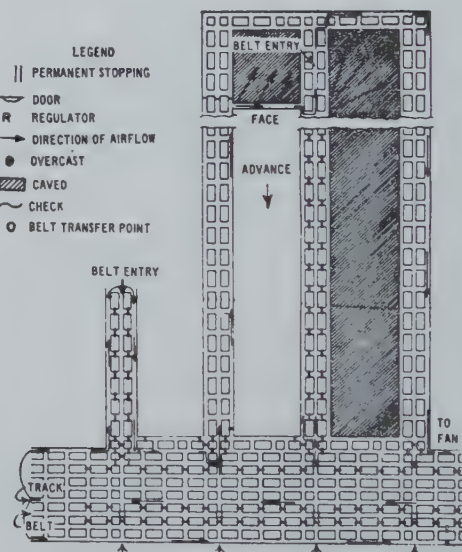 LEGEND
PERMANENT STOPPING
DOOR
R REGULATOR
DIRECTION OF AIRFLOW
OVERCAST
CAVED
CHECK
BELT TRANSFER POINT
BELT ENTRY
FACE
ADVANCE
BELT ENTRY
TO
FAN
TRACK
BELT